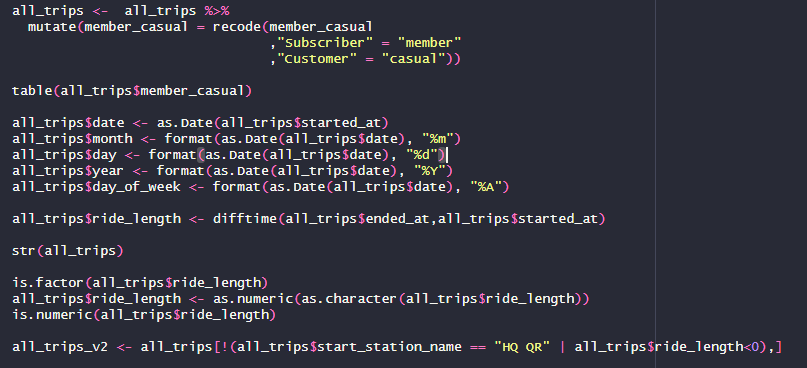 all_trips <-  all_trips %>%
  mutate(member_casual = recode(member_casual
                                ,"Subscriber" = "member"
                                ,"Customer" = "casual"))
table(all_trips$member_casual)
all_trips$date <- as.Date(all_trips$started_at)
all_trips$month <- format(as.Date(all_trips$date), "%m")
all_trips$day <- format(as.Date(all_trips$date), "%d")
all_trips$year <- format(as.Date(all_trips$date), "%Y")
all_trips$day_of_week <- format(as.Date(all_trips$date), "%A")
all_trips$ride_length <- difftime(all_trips$ended_at,all_trips$started_at)
str(all_trips)
is.factor(all_trips$ride_length)
all_trips$ride_length <- as.numeric(as.character(all_trips$ride_length))
is.numeric(all_trips$ride_length)
all_trips_v2 <- all_trips[!(all_trips$start_station_name == "HQ QR" | all_trips$ride_length<0),]